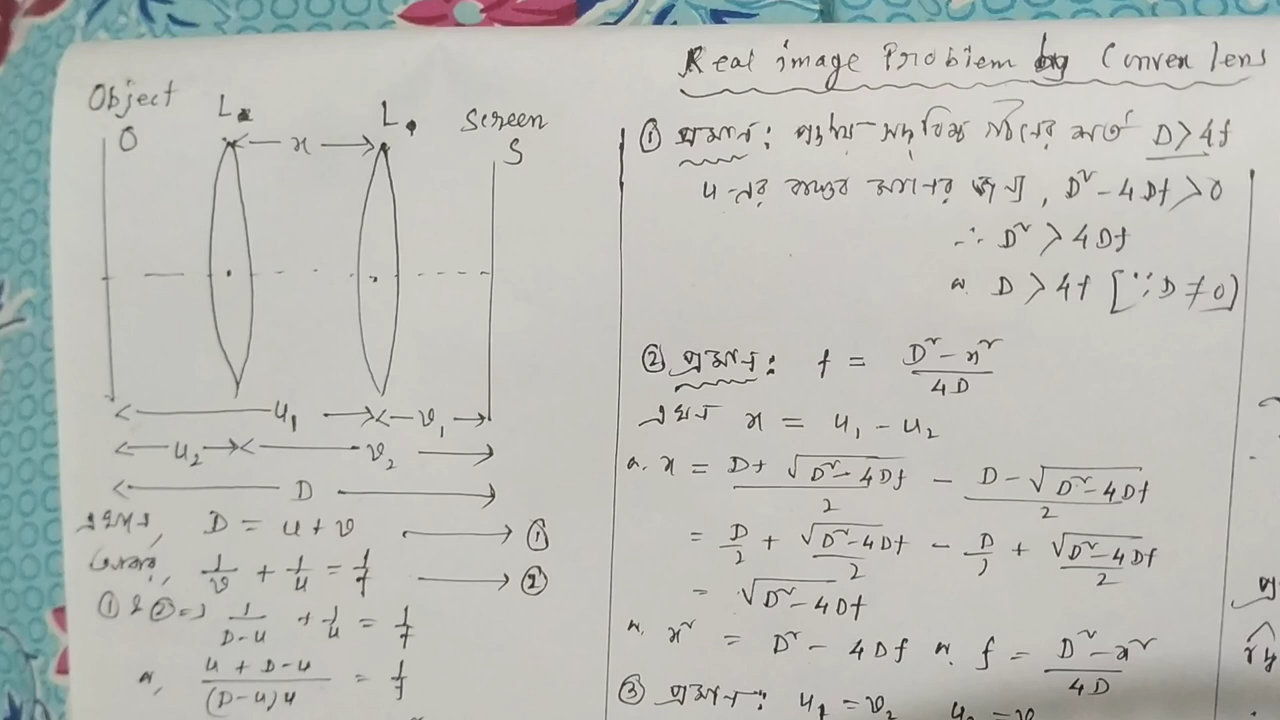 Real image Problem by Convex lens
Object
O
L₂
x
L₁
Screen
S
u₁
v₁
u₂
v₂
D
এখন, D = u + v ①
আবার, 1/v + 1/u = 1/f ②
① ও ② ⇒ 1/(D-u) + 1/u = 1/f
বা, (u + D - u)/((D-u)u) = 1/f
① প্রমাণ: D > 4f
u-এর, D² - 4Df > 0
∴ D² > 4Df
বা D > 4f [∵ D ≠ 0]
② প্রমাণ: f = (D² - x²)/4D
এখন x = u₁ - u₂
বা. x = (D + √(D² - 4Df))/2 - (D - √(D² - 4Df))/2
= D/2 + √(D² - 4Df)/2 - D/2 + √(D² - 4Df)/2
= √(D² - 4Df)
বা. x² = D² - 4Df বা. f = (D² - x²)/4D
③ প্রমাণ: u₁ = v₂ u₂ = v